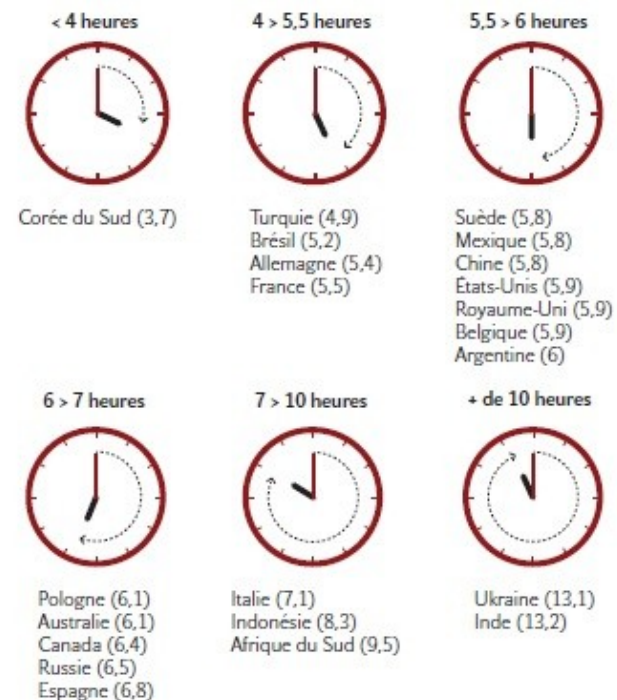 < 4 heures
Corée du Sud (3,7)
4 > 5,5 heures
Turquie (4,9)
Brésil (5,2)
Allemagne (5,4)
France (5,5)
5,5 > 6 heures
Suède (5,8)
Mexique (5,8)
Chine (5,8)
États-Unis (5,9)
Royaume-Uni (5,9)
Belgique (5,9)
Argentine (6)
6 > 7 heures
Pologne (6,1)
Australie (6,1)
Canada (6,4)
Russie (6,5)
Espagne (6,8)
7 > 10 heures
Italie (7,1)
Indonésie (8,3)
Afrique du Sud (9,5)
+ de 10 heures
Ukraine (13,1)
Inde (13,2)